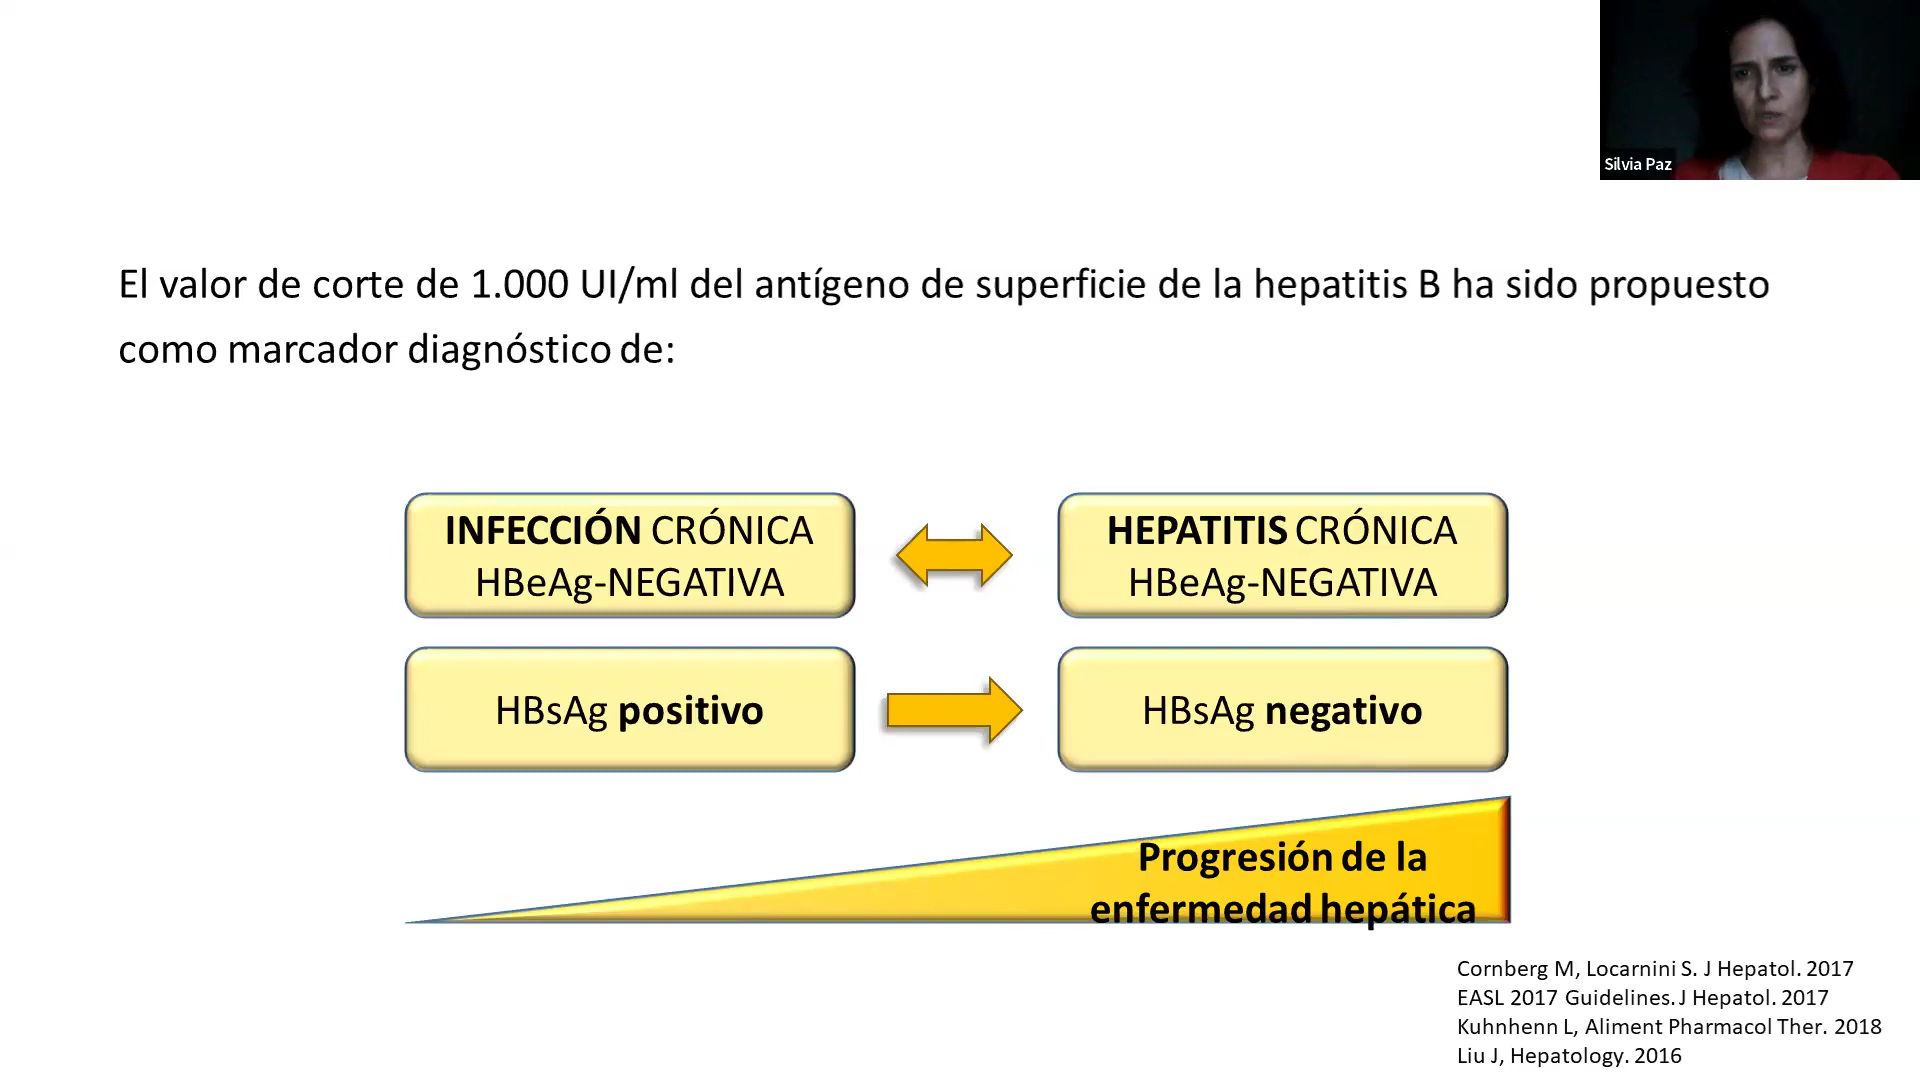 Silvia Paz
El valor de corte de 1.000 UI/ml del antígeno de superficie de la hepatitis B ha sido propuesto
como marcador diagnóstico de:
INFECCIÓN CRÓNICA
HBeAg-NEGATIVA
HEPATITIS CRÓNICA
HBeAg-NEGATIVA
HBsAg positivo
HBsAg negativo
Progresión de la
enfermedad hepática
Cornberg M, Locarnini S. J Hepatol. 2017
EASL 2017 Guidelines. J Hepatol. 2017
Kuhnhenn L, Aliment Pharmacol Ther. 2018
Liu J, Hepatology. 2016